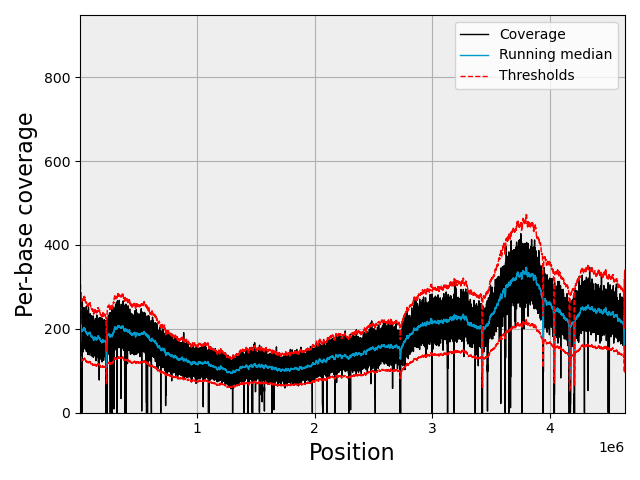 Coverage
Running median
Thresholds
Per-base coverage
800
600
400
200
0
1
2
3
4
1e6
Position